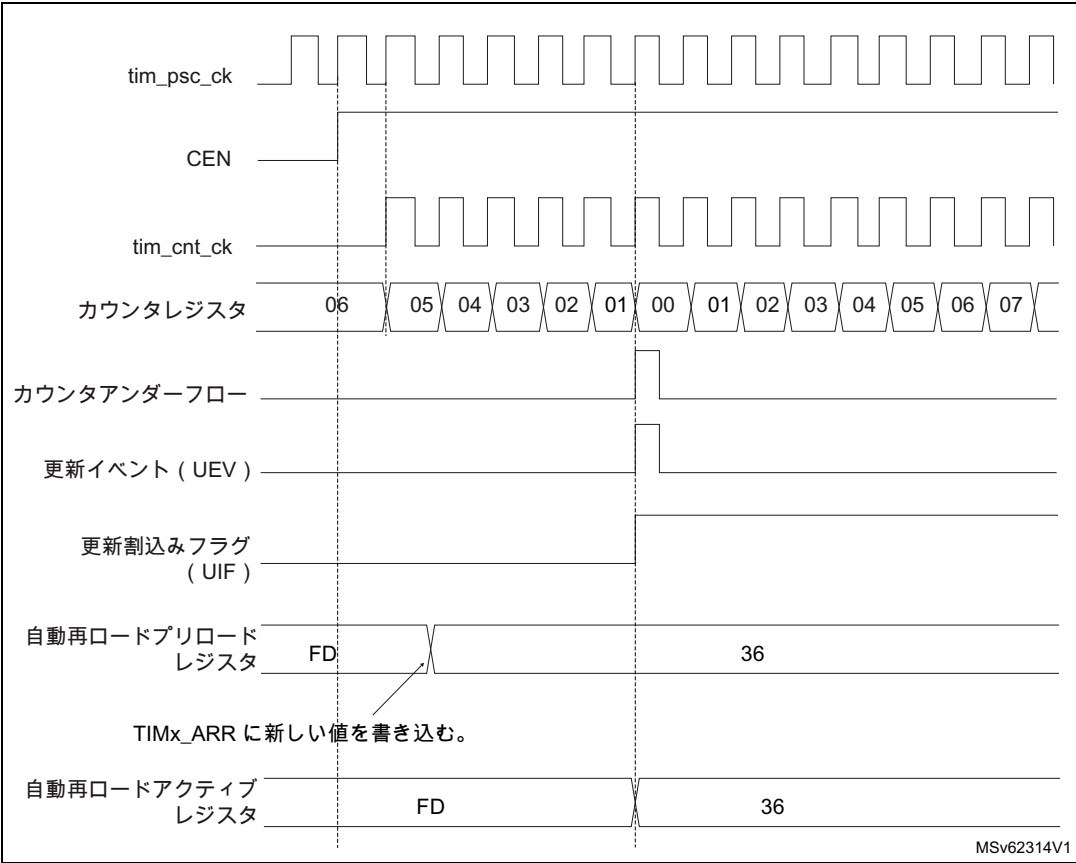 tim_psc_ck
CEN
tim_cnt_ck
カウンタレジスタ 06 05 04 03 02 01 00 01 02 03 04 05 06 07
カウンタアンダーフロー
更新イベント ( UEV )
更新割込みフラグ
( UIF )
自動再ロードプリロード
レジスタ FD 36
TIMx_ARR に新しい値を書き込む。
自動再ロードアクティブ
レジスタ FD 36
MSv62314V1